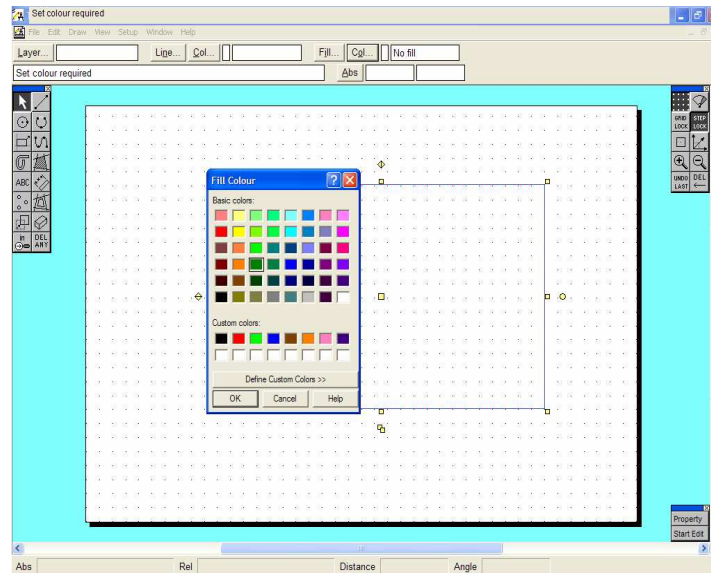 Set colour required
File Edit Draw View Setup Window Help
Layer... Line... Col... Fill... Col... No fill
Set colour required Abs
GRID LOCK STEP LOCK
ABC
UNDO LAST DEL
in DEL ANY
Fill Colour
Basic colors:
Custom colors:
Define Custom Colors >>
OK Cancel Help
Property
Start Edit
Abs Rel Distance Angle